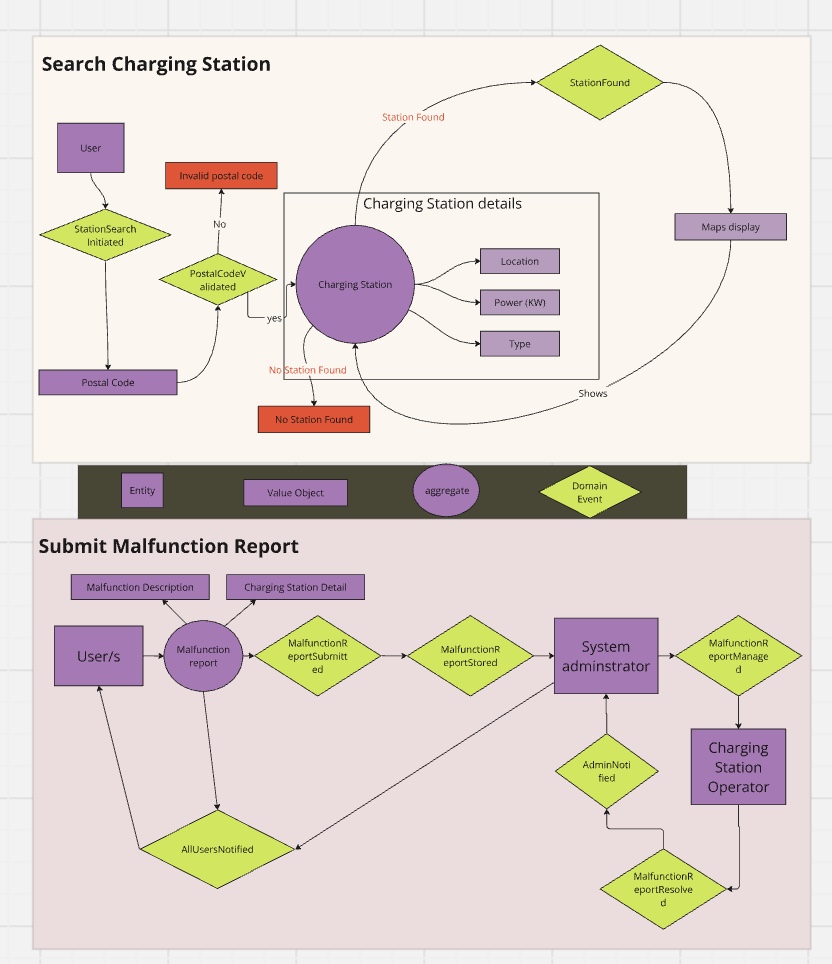 Search Charging Station
User
StationSearch
Initiated
Postal Code
Invalid postal code
No
PostalCodeV
alidated
yes
Charging Station details
Charging Station
Location
Power (KW)
Type
Station Found
StationFound
Maps display
Shows
No Station Found
No Station Found
Entity
Value Object
aggregate
Domain
Event
Submit Malfunction Report
Malfunction Description
Charging Station Detail
User/s
Malfunction
report
MalfunctionR
eportSubmitt
ed
MalfunctionR
eportStored
System
adminstrator
MalfunctionR
eportManage
d
Charging
Station
Operator
AdminNoti
fied
AllUsersNotified
MalfunctionR
eportResolve
d